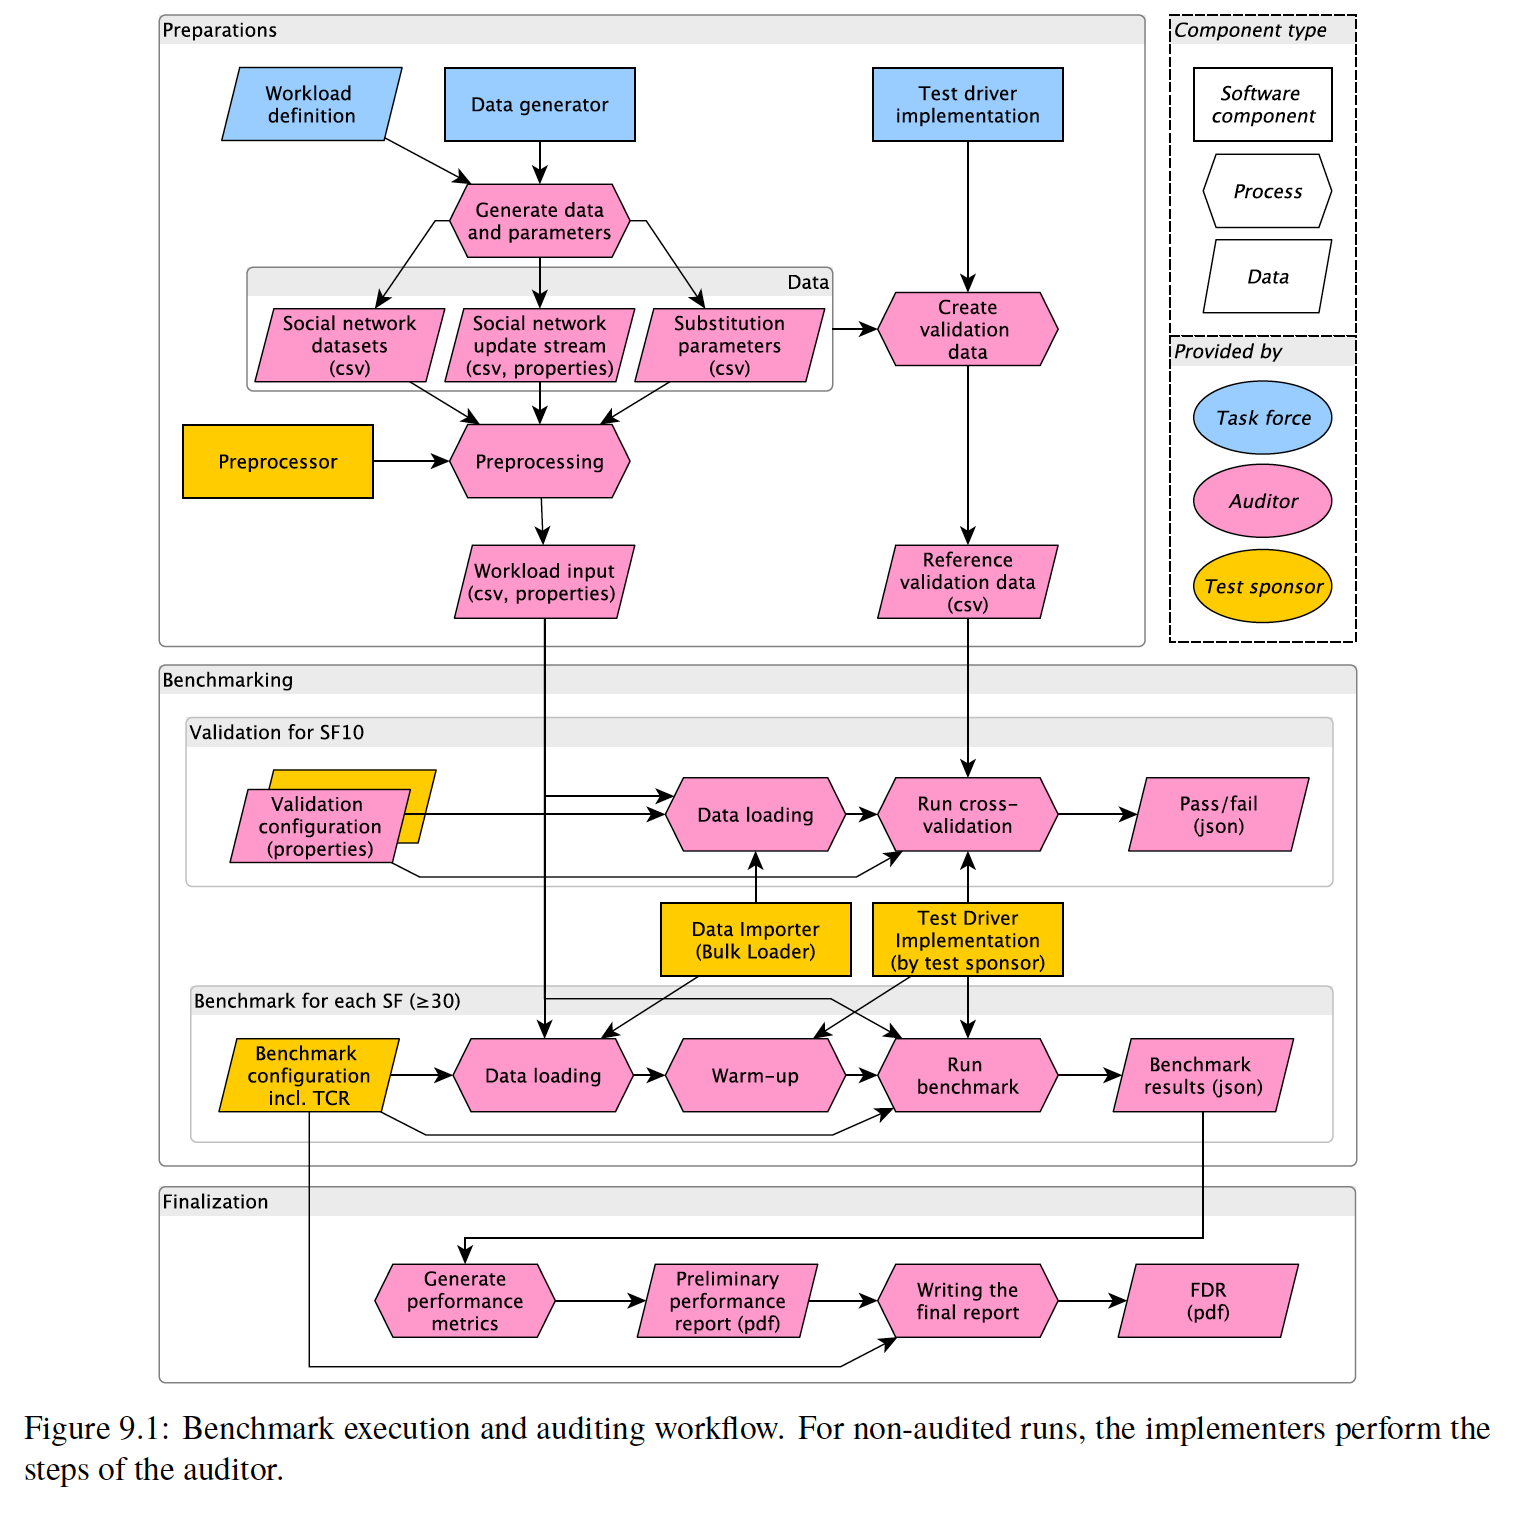 Preparations
Workload
definition
Data generator
Test driver
implementation
Generate data
and parameters
Data
Social network
datasets
(csv)
Social network
update stream
(csv, properties)
Substitution
parameters
(csv)
Create
validation
data
Preprocessor
Preprocessing
Workload input
(csv, properties)
Reference
validation data
(csv)
Component type
Software
component
Process
Data
Provided by
Task force
Auditor
Test sponsor
Benchmarking
Validation for SF10
Validation
configuration
(properties)
Data loading
Run cross-
validation
Pass/fail
(json)
Data Importer
(Bulk Loader)
Test Driver
Implementation
(by test sponsor)
Benchmark for each SF (≥30)
Benchmark
configuration
incl. TCR
Data loading
Warm-up
Run
benchmark
Benchmark
results (json)
Finalization
Generate
performance
metrics
Preliminary
performance
report (pdf)
Writing the
final report
FDR
(pdf)
Figure 9.1: Benchmark execution and auditing workflow. For non-audited runs, the implementers perform the
steps of the auditor.